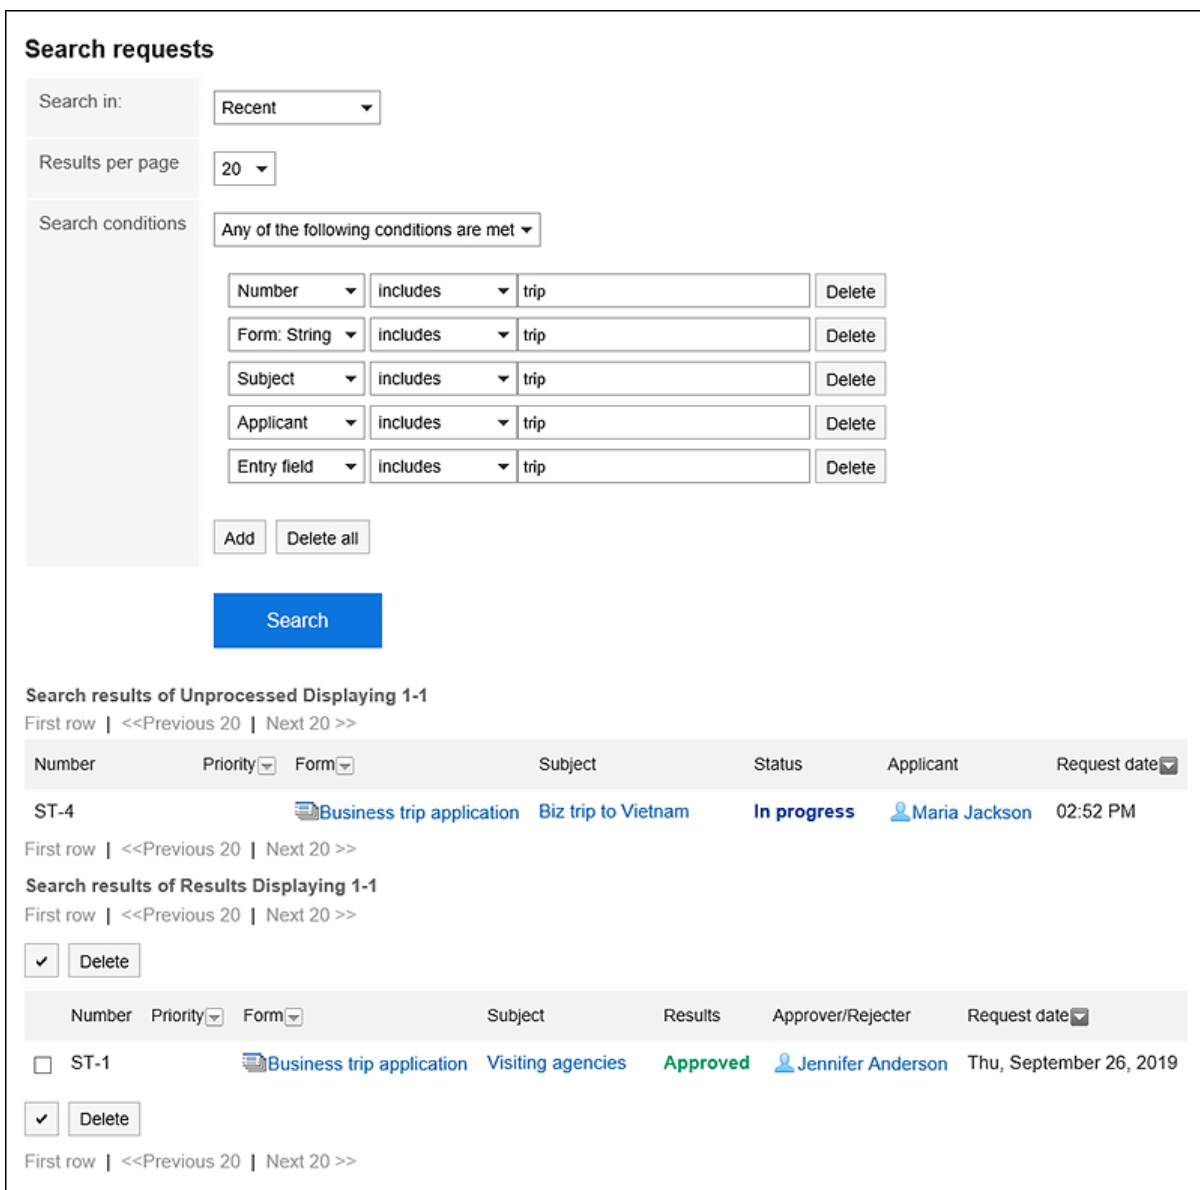 Search requests
Search in:
Recent
Results per page
20
Search conditions
Any of the following conditions are met
Number includes trip Delete
Form: String includes trip Delete
Subject includes trip Delete
Applicant includes trip Delete
Entry field includes trip Delete
Add Delete all
Search
Search results of Unprocessed Displaying 1-1
First row | <<Previous 20 | Next 20 >>
Number Priority Form Subject Status Applicant Request date
ST-4 Business trip application Biz trip to Vietnam In progress Maria Jackson 02:52 PM
First row | <<Previous 20 | Next 20 >>
Search results of Results Displaying 1-1
First row | <<Previous 20 | Next 20 >>
Delete
Number Priority Form Subject Results Approver/Rejecter Request date
ST-1 Business trip application Visiting agencies Approved Jennifer Anderson Thu, September 26, 2019
Delete
First row | <<Previous 20 | Next 20 >>